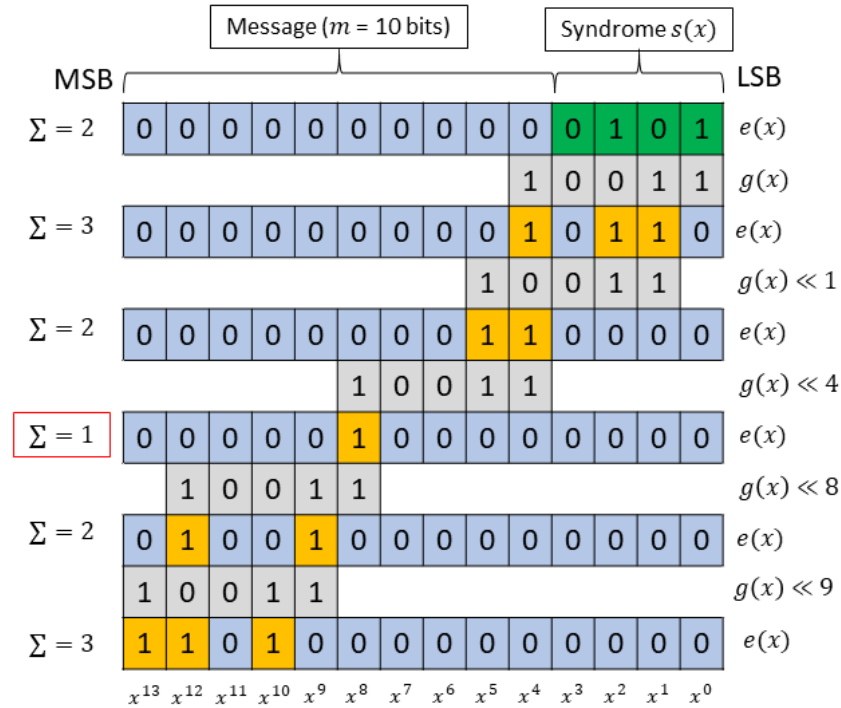 Message (m = 10 bits) Syndrome s(x)
MSB LSB
∑ = 2 0 0 0 0 0 0 0 0 0 0 0 1 0 1 e(x)
1 0 0 1 1 g(x)
∑ = 3 0 0 0 0 0 0 0 0 0 1 0 1 1 0 e(x)
1 0 0 1 1 g(x) ≪ 1
∑ = 2 0 0 0 0 0 0 0 0 1 1 0 0 0 0 e(x)
1 0 0 1 1 g(x) ≪ 4
∑ = 1 0 0 0 0 0 1 0 0 0 0 0 0 0 0 e(x)
1 0 0 1 1 g(x) ≪ 8
∑ = 2 0 1 0 0 1 0 0 0 0 0 0 0 0 0 e(x)
1 0 0 1 1 g(x) ≪ 9
∑ = 3 1 1 0 1 0 0 0 0 0 0 0 0 0 0 e(x)
x¹³ x¹² x¹¹ x¹⁰ x⁹ x⁸ x⁷ x⁶ x⁵ x⁴ x³ x² x¹ x⁰